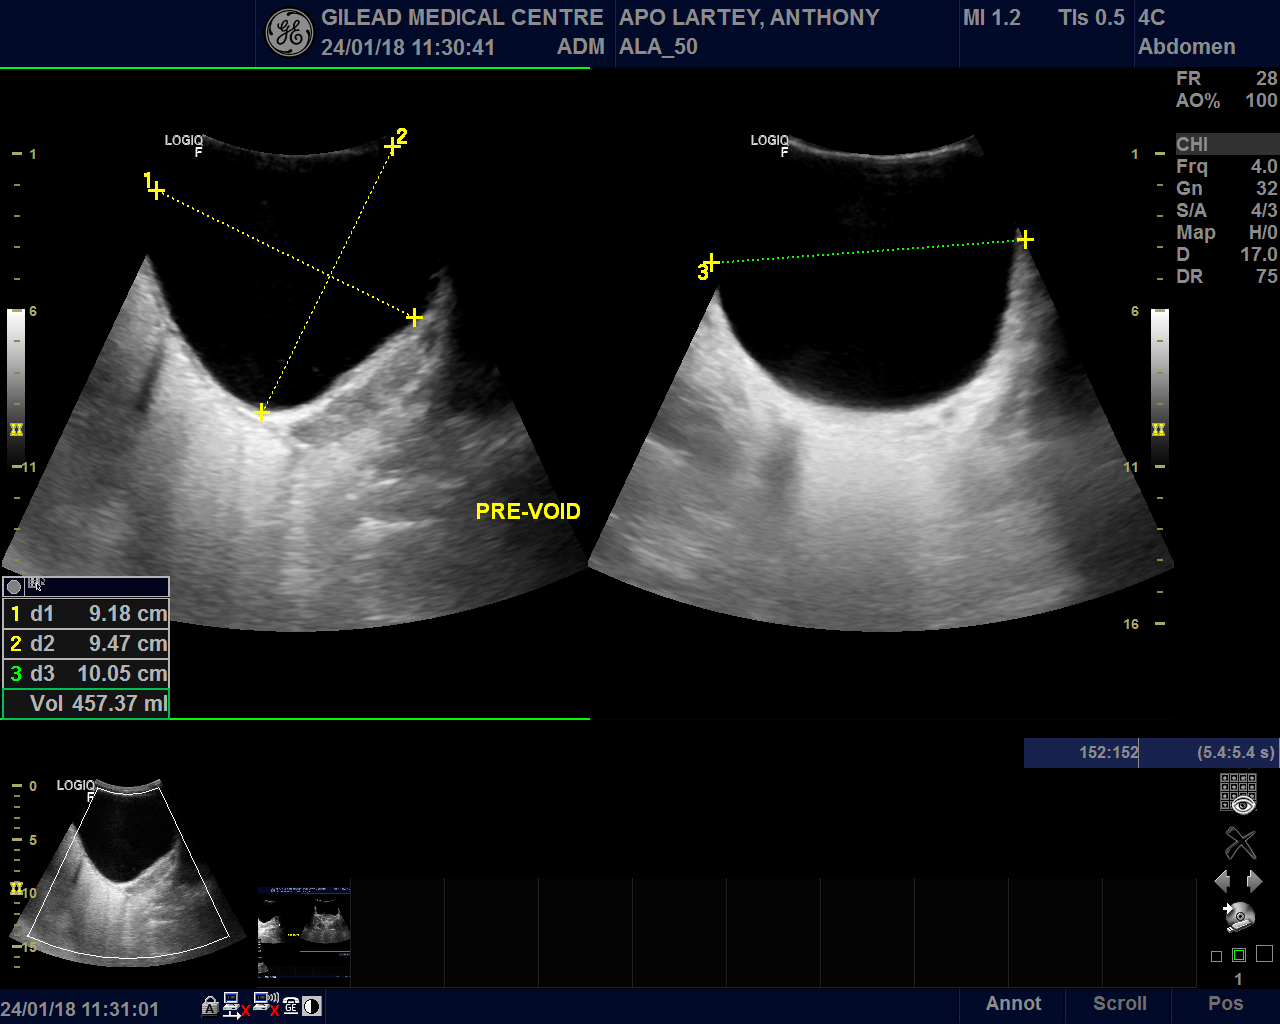 GILEAD MEDICAL CENTRE
24/01/18 11:30:41 ADM
APO LARTEY, ANTHONY
ALA_50
MI 1.2 TIs 0.5
4C
Abdomen
FR 28
AO% 100
CHI
Frq 4.0
Gn 32
S/A 4/3
Map H/0
D 17.0
DR 75
LOGIQ
F
1
2
1
6
11
PRE-VOID
LOGIQ
F
3
1
6
11
16
1 d1 9.18 cm
2 d2 9.47 cm
3 d3 10.05 cm
Vol 457.37 ml
152:152 (5.4:5.4 s)
LOGIQ
F
0
5
10
15
1
24/01/18 11:31:01
A
GE
Annot Scroll Pos